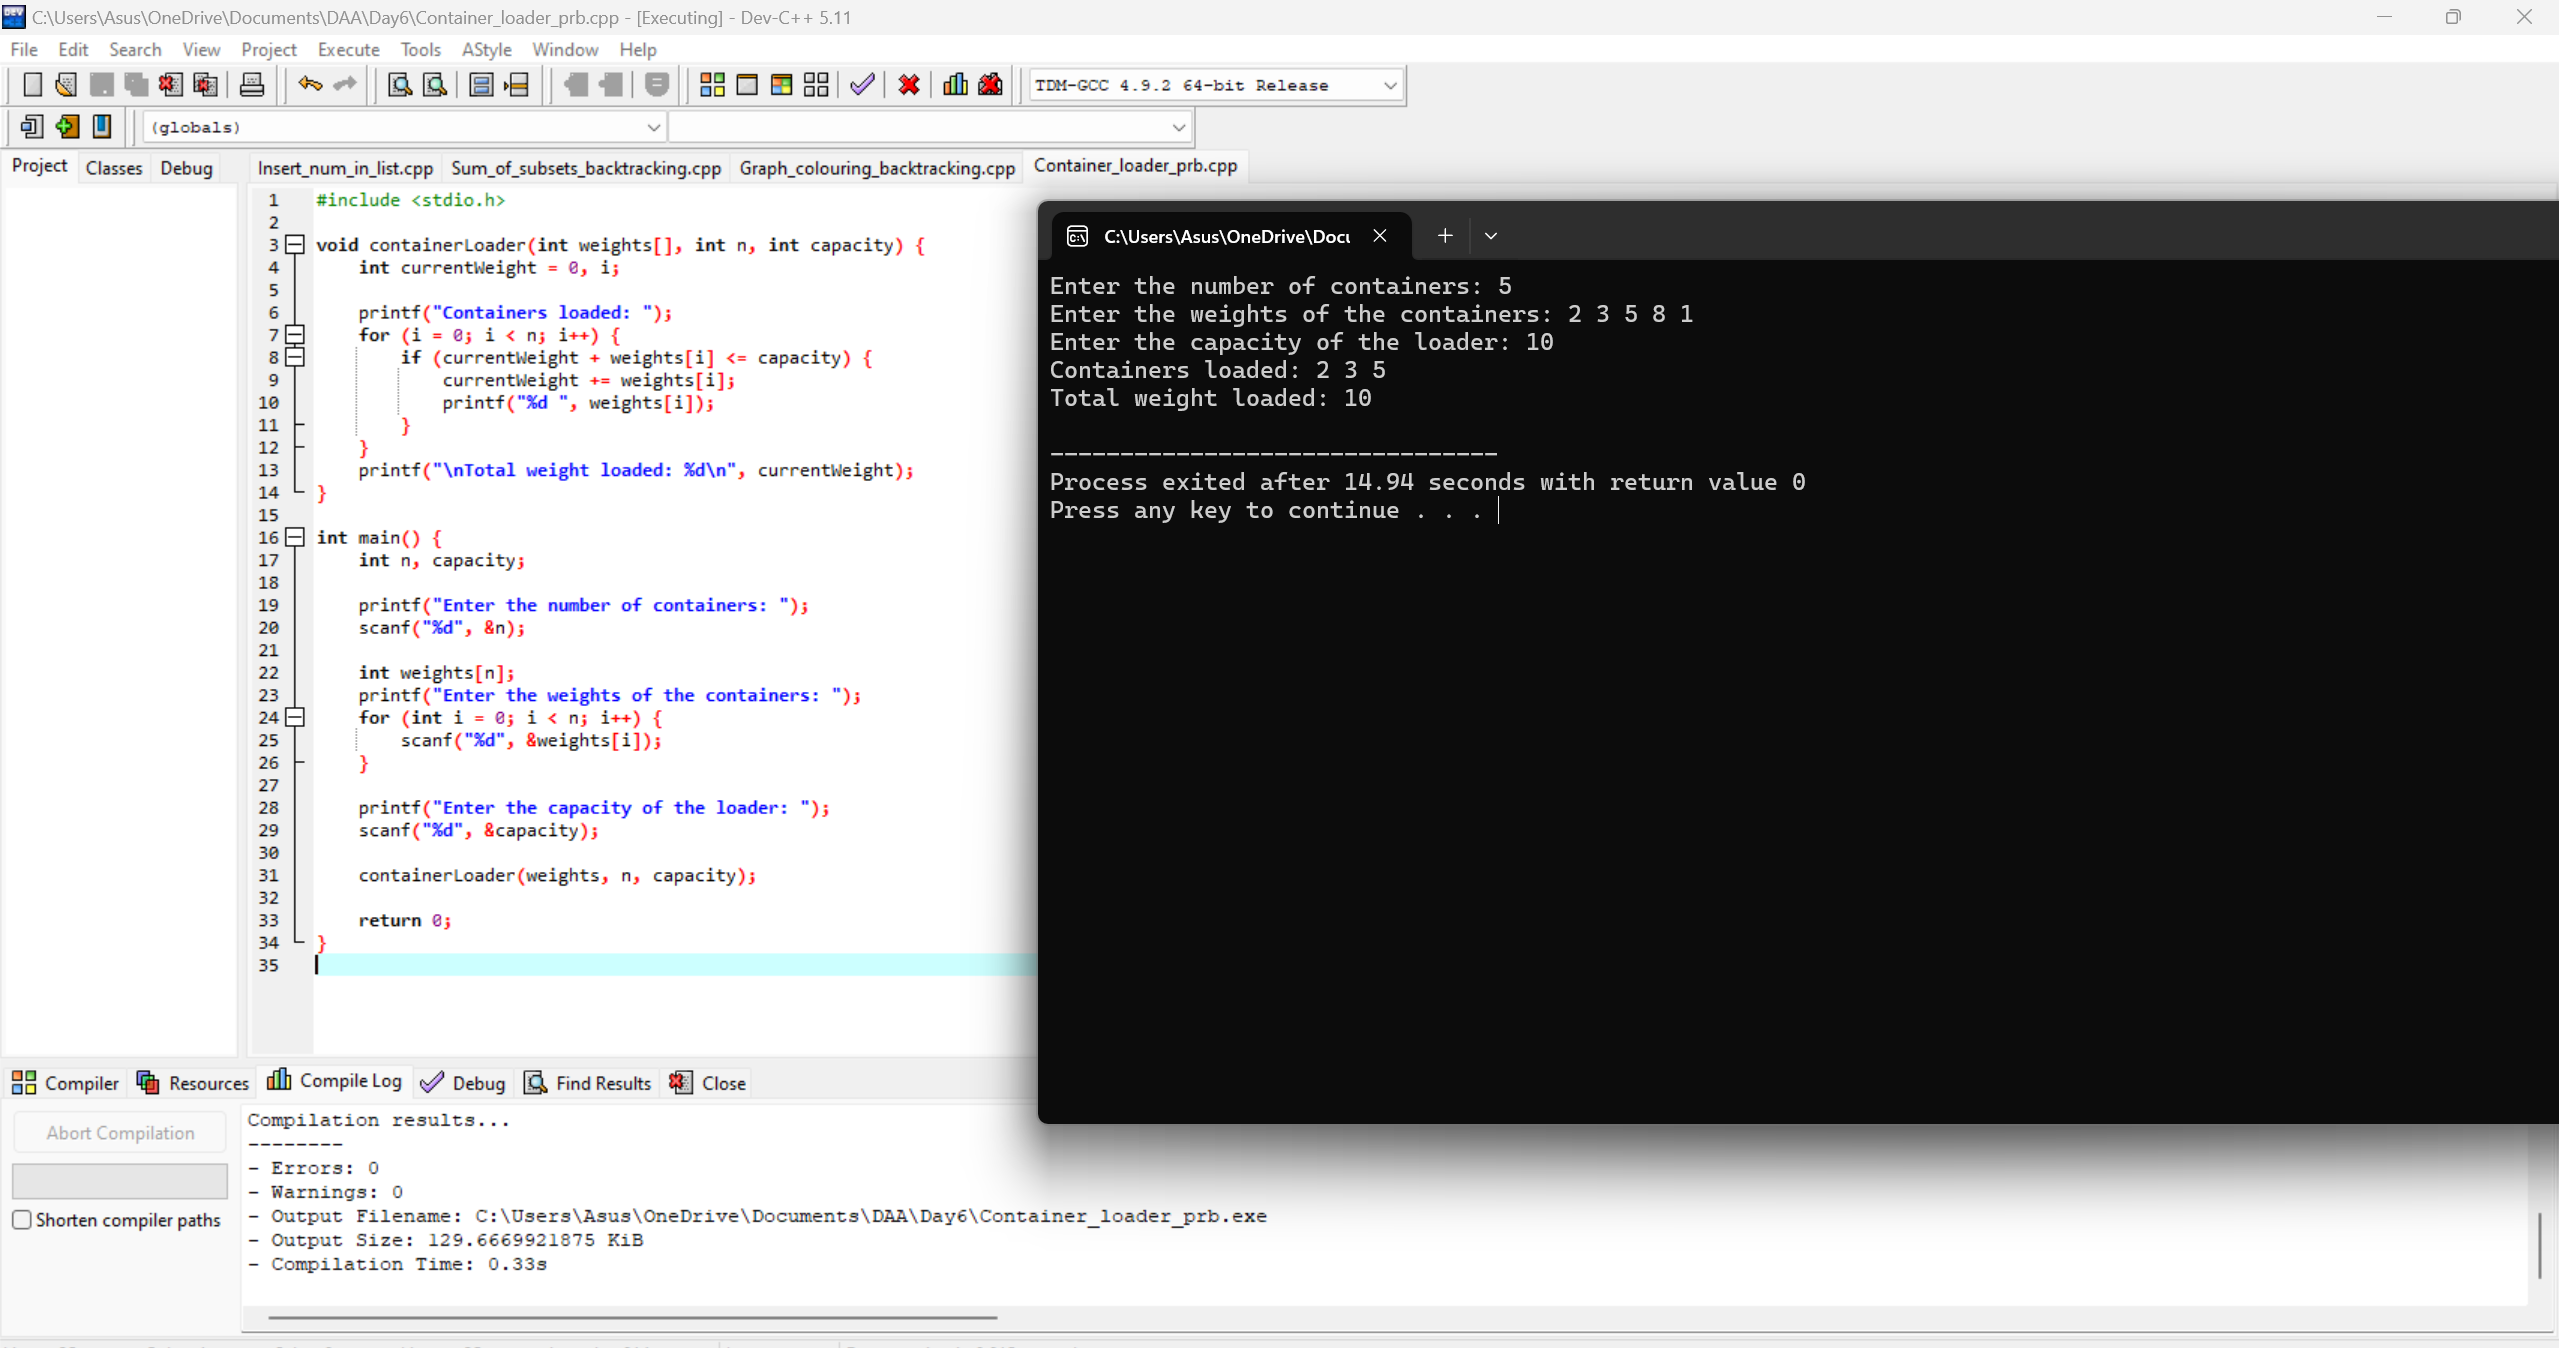 C:\Users\Asus\OneDrive\Documents\DAA\Day6\Container_loader_prb.cpp - [Executing] - Dev-C++ 5.11
File Edit Search View Project Execute Tools AStyle Window Help
TDM-GCC 4.9.2 64-bit Release
(globals)
Project Classes Debug
Insert_num_in_list.cpp Sum_of_subsets_backtracking.cpp Graph_colouring_backtracking.cpp Container_loader_prb.cpp
1 #include <stdio.h>
2
3 void containerLoader(int weights[], int n, int capacity) {
4 int currentWeight = 0, i;
5
6 printf("Containers loaded: ");
7 for (i = 0; i < n; i++) {
8 if (currentWeight + weights[i] <= capacity) {
9 currentWeight += weights[i];
10 printf("%d ", weights[i]);
11 }
12 }
13 printf("\nTotal weight loaded: %d\n", currentWeight);
14 }
15
16 int main() {
17 int n, capacity;
18
19 printf("Enter the number of containers: ");
20 scanf("%d", &n);
21
22 int weights[n];
23 printf("Enter the weights of the containers: ");
24 for (int i = 0; i < n; i++) {
25 scanf("%d", &weights[i]);
26 }
27
28 printf("Enter the capacity of the loader: ");
29 scanf("%d", &capacity);
30
31 containerLoader(weights, n, capacity);
32
33 return 0;
34 }
35
C:\Users\Asus\OneDrive\Docu
Enter the number of containers: 5
Enter the weights of the containers: 2 3 5 8 1
Enter the capacity of the loader: 10
Containers loaded: 2 3 5
Total weight loaded: 10
--------------------------------
Process exited after 14.94 seconds with return value 0
Press any key to continue . . .
Compiler Resources Compile Log Debug Find Results Close
Abort Compilation
Shorten compiler paths
Compilation results...
--------
- Errors: 0
- Warnings: 0
- Output Filename: C:\Users\Asus\OneDrive\Documents\DAA\Day6\Container_loader_prb.exe
- Output Size: 129.6669921875 KiB
- Compilation Time: 0.33s